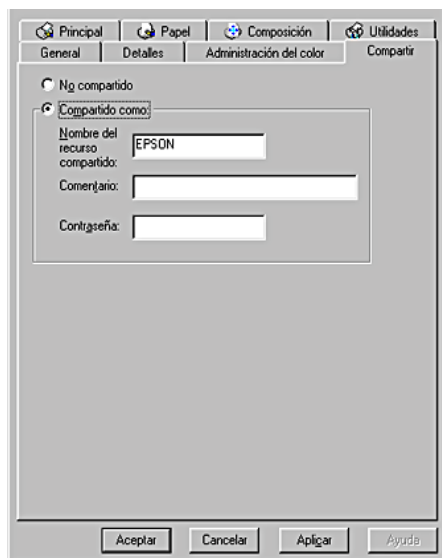 Principal Papel Composición Utilidades
General Detalles Administración del color Compartir
No compartido
Compartido como:
Nombre del
recurso
compartido:
EPSON
Comentario:
Contraseña:
Aceptar Cancelar Aplicar Ayuda